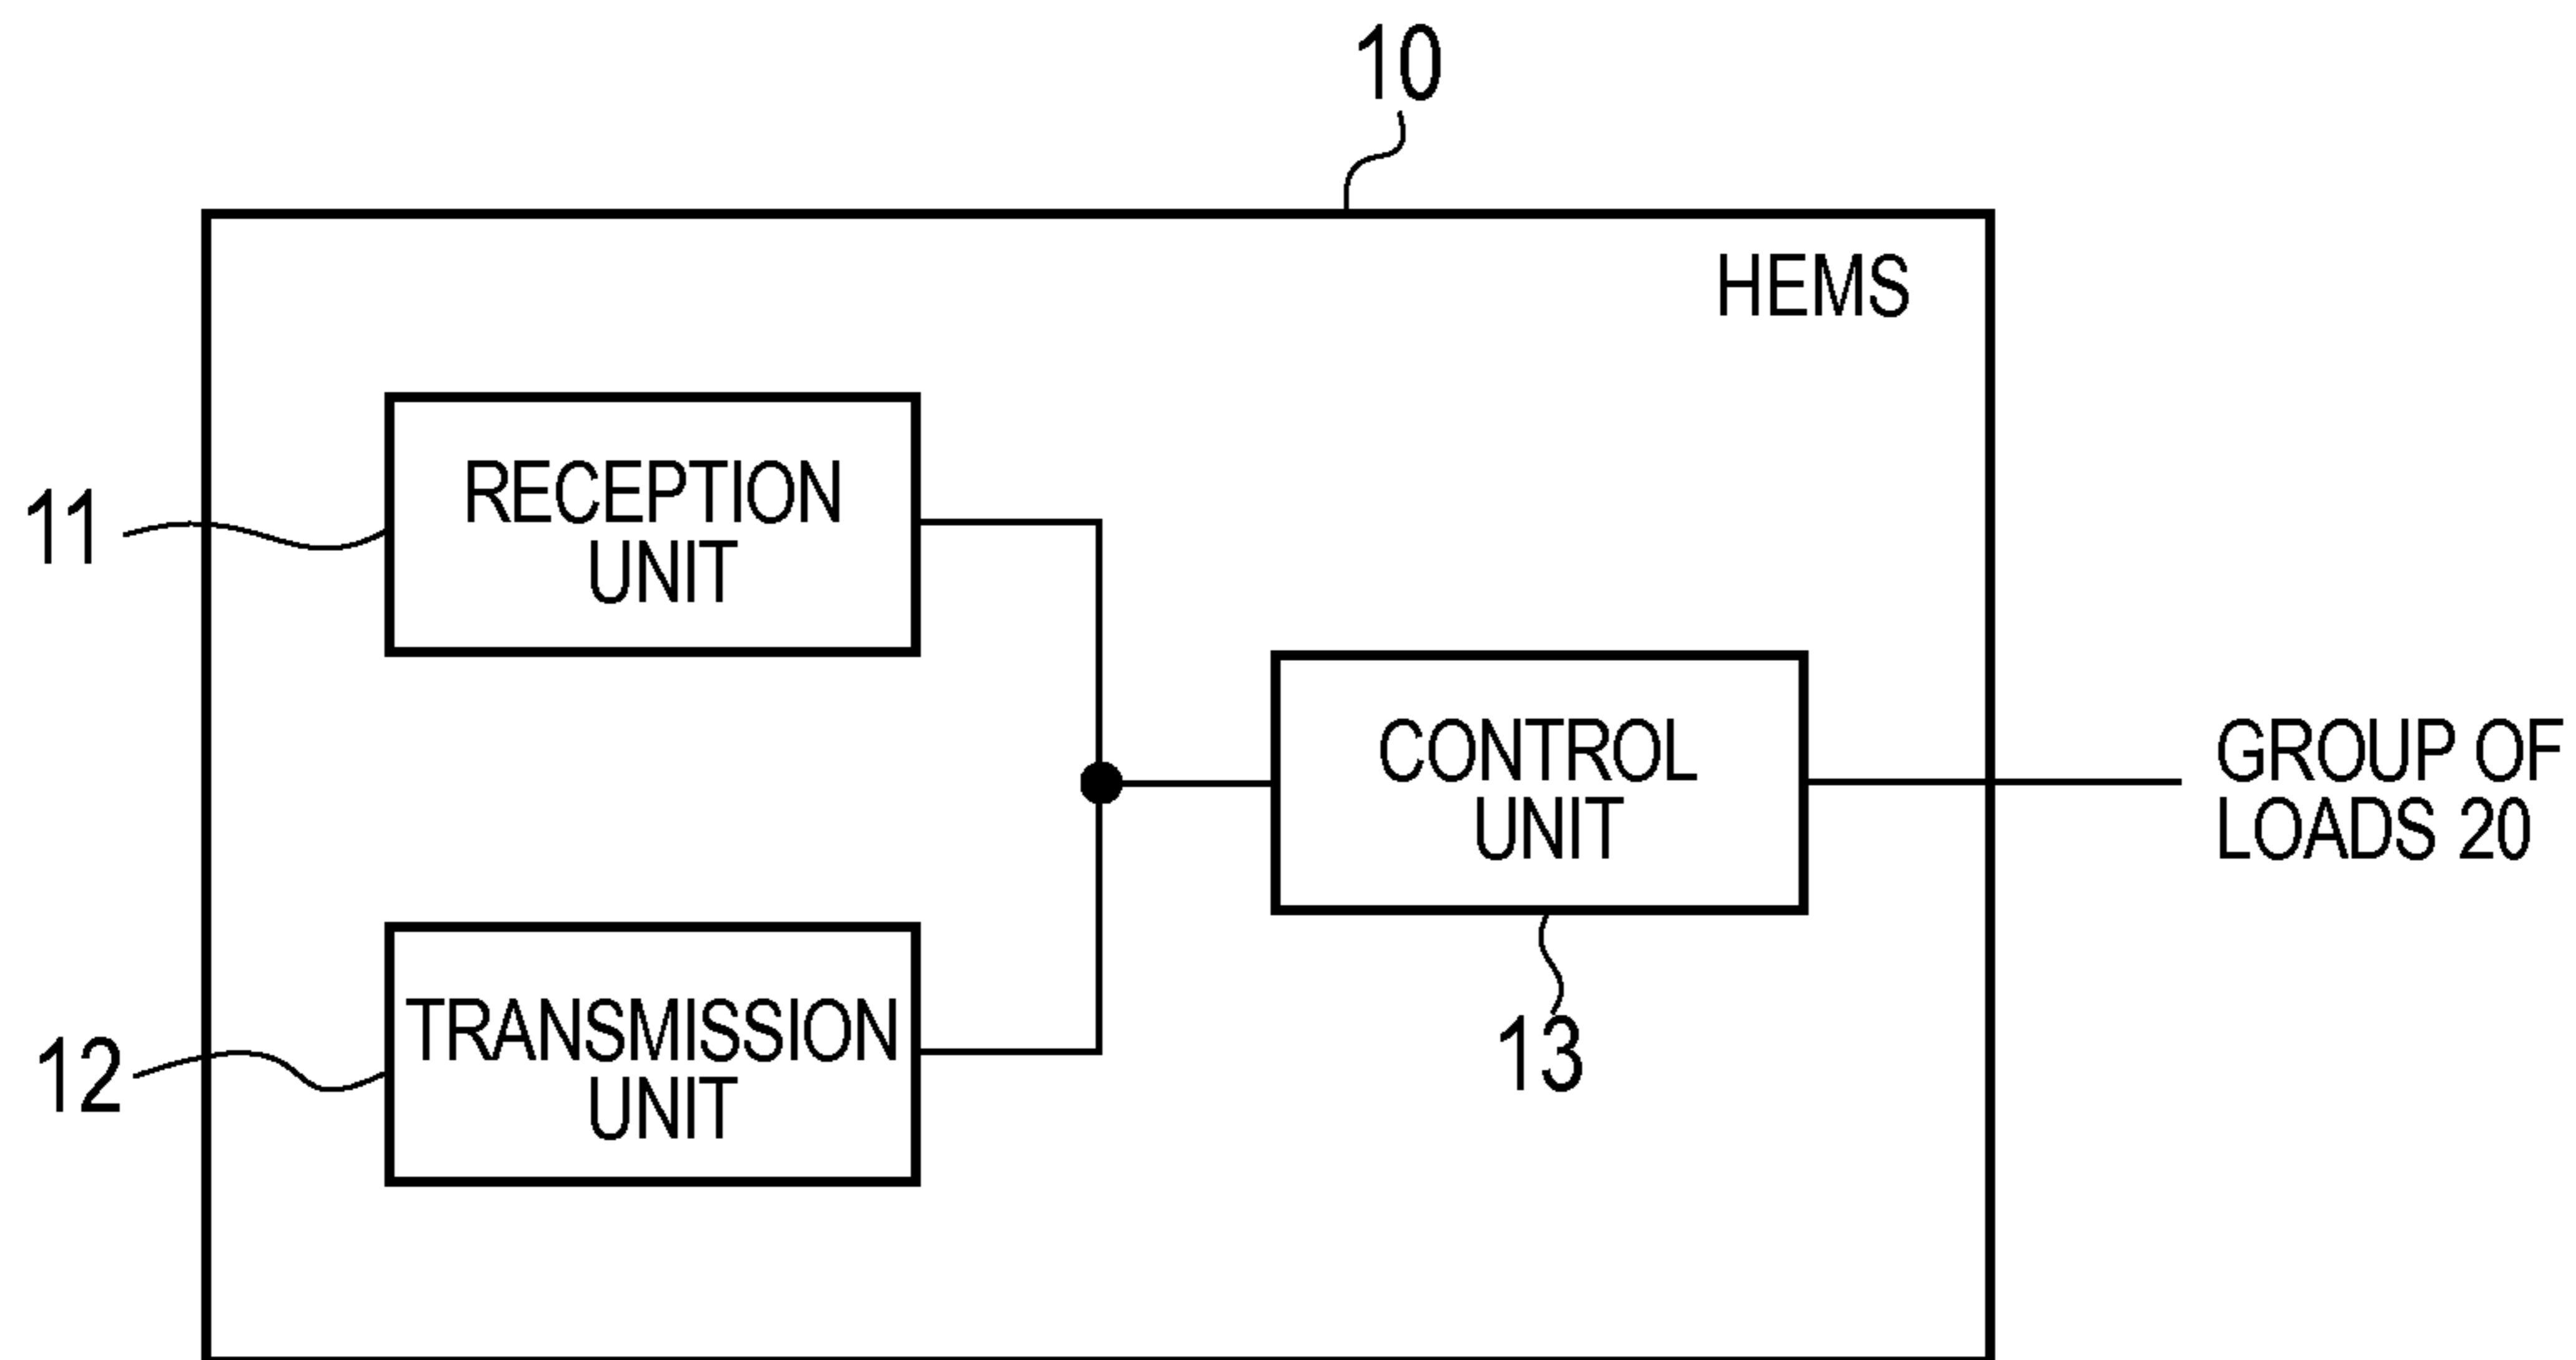 10
HEMS
RECEPTION
UNIT
11
CONTROL
UNIT
GROUP OF
LOADS 20
TRANSMISSION
UNIT
12
13